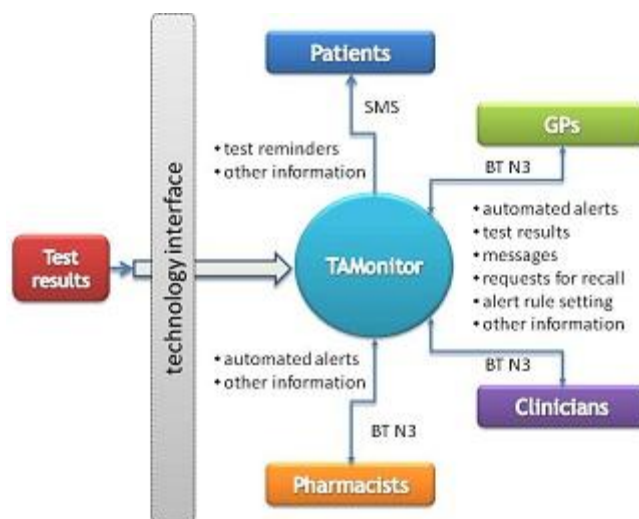 Patients
SMS
• test reminders
• other information
GPs
BT N3
• automated alerts
• test results
• messages
• requests for recall
• alert rule setting
• other information
BT N3
Clinicians
Test
results
technology interface
TAMonitor
• automated alerts
• other information
BT N3
Pharmacists